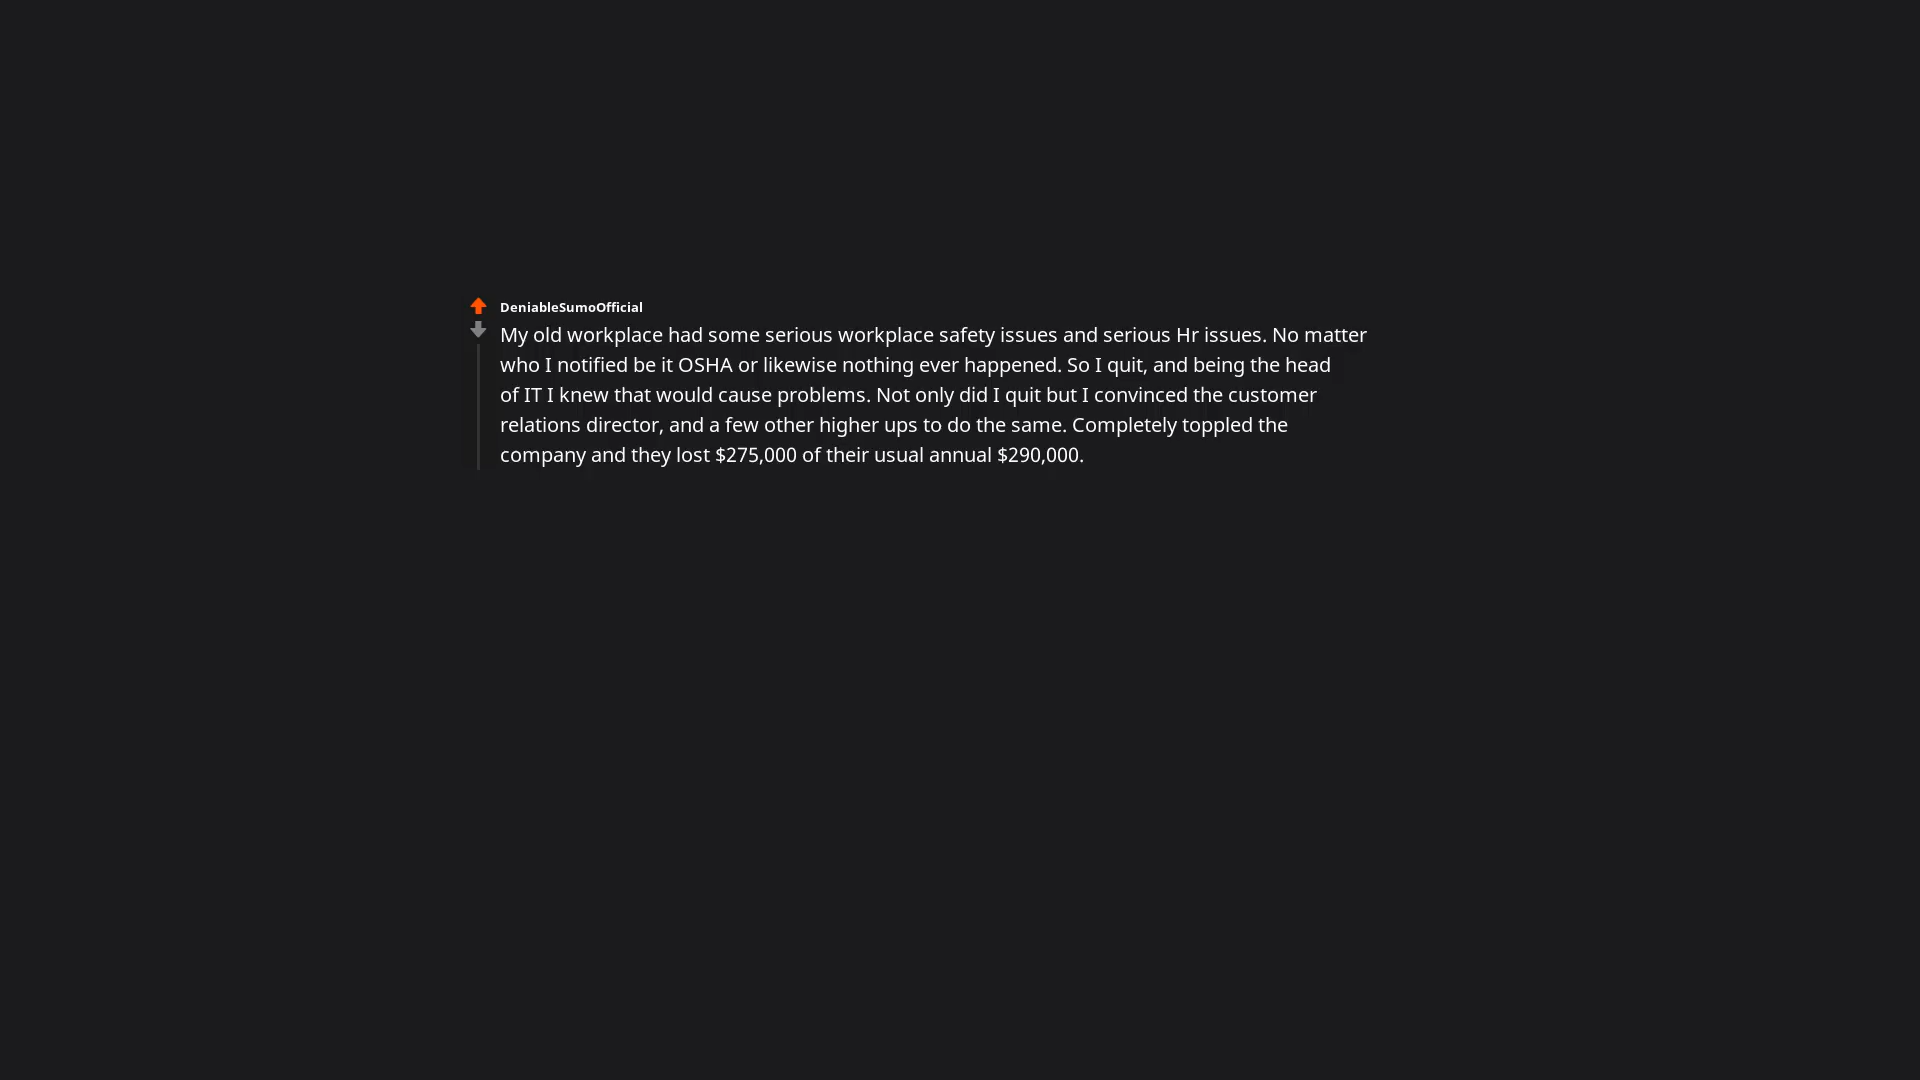 DeniableSumoOfficial
My old workplace had some serious workplace safety issues and serious Hr issues. No matter
who I notified be it OSHA or likewise nothing ever happened. So I quit, and being the head
of IT I knew that would cause problems. Not only did I quit but I convinced the customer
relations director, and a few other higher ups to do the same. Completely toppled the
company and they lost $275,000 of their usual annual $290,000.